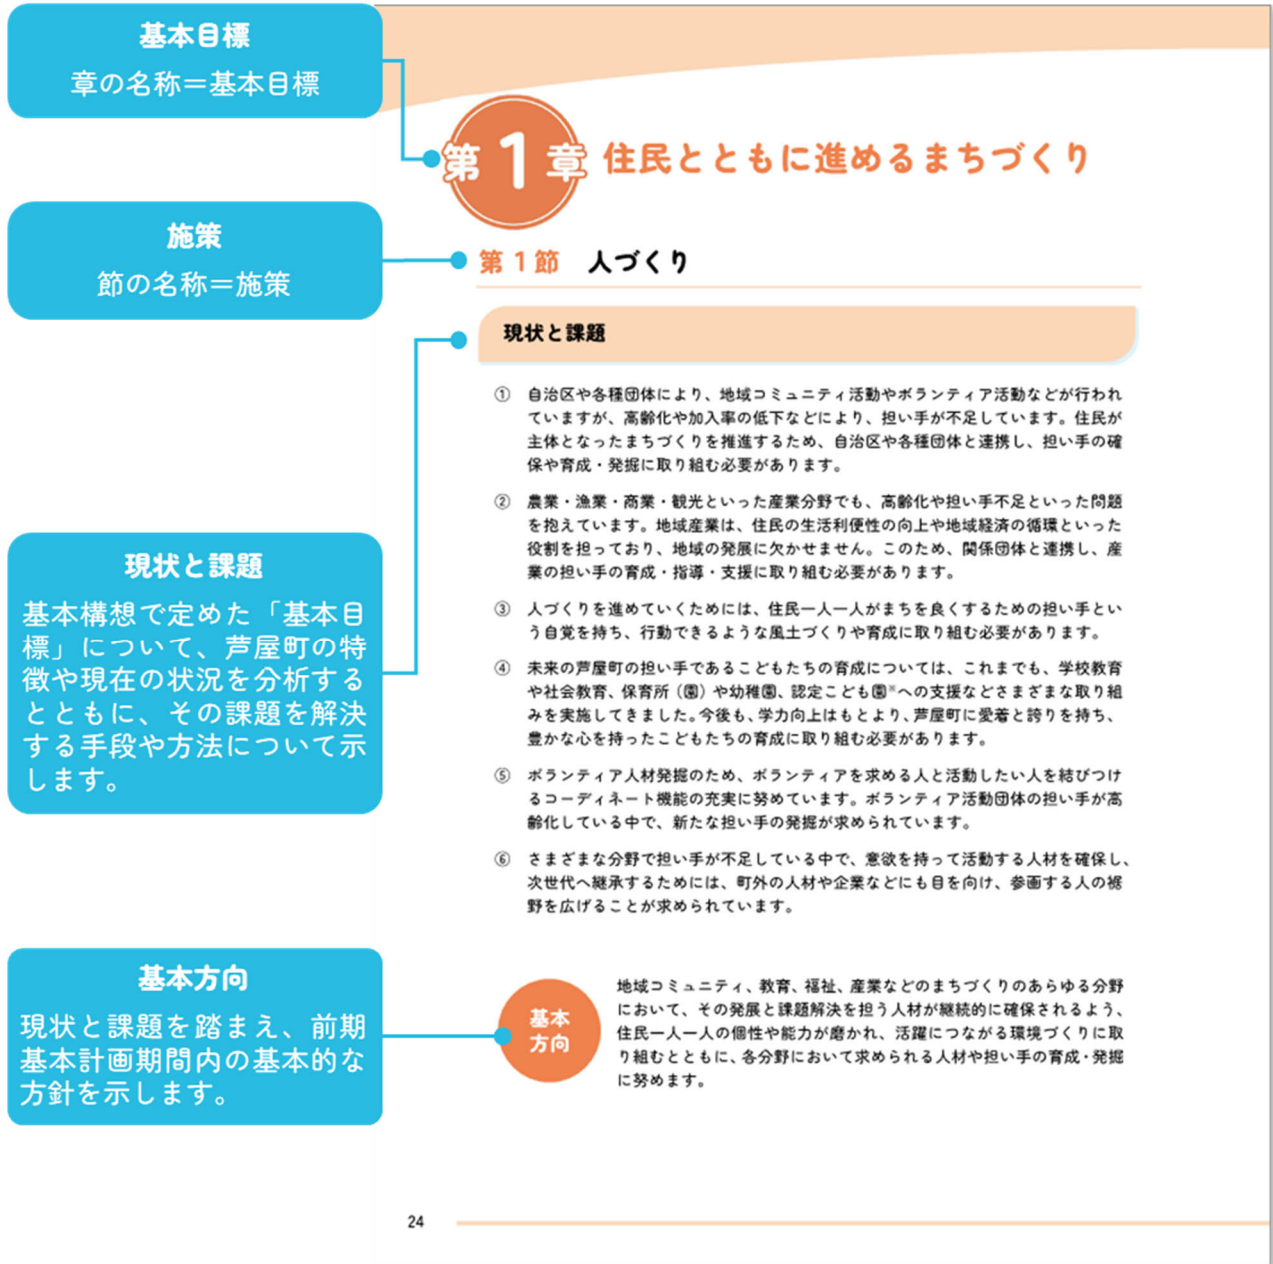 基本目標
章の名称＝基本目標
施策
節の名称＝施策
現状と課題
基本構想で定めた「基本目
標」について、芦屋町の特
徴や現在の状況を分析する
とともに、その課題を解決
する手段や方法について示
します。
基本方向
現状と課題を踏まえ、前期
基本計画期間内の基本的な
方針を示します。
第1章 住民とともに進めるまちづくり
第1節 人づくり
現状と課題
① 自治区や各種団体により、地域コミュニティ活動やボランティア活動などが行われ
ていますが、高齢化や加入率の低下などにより、担い手が不足しています。住民が
主体となったまちづくりを推進するため、自治区や各種団体と連携し、担い手の確
保や育成・発掘に取り組む必要があります。
② 農業・漁業・商業・観光といった産業分野でも、高齢化や担い手不足といった問題
を抱えています。地域産業は、住民の生活利便性の向上や地域経済の循環といった
役割を担っており、地域の発展に欠かせません。このため、関係団体と連携し、産
業の担い手の育成・指導・支援に取り組む必要があります。
③ 人づくりを進めていくためには、住民一人一人がまちを良くするための担い手とい
う自覚を持ち、行動できるような風土づくりや育成に取り組む必要があります。
④ 未来の芦屋町の担い手であるこどもたちの育成については、これまでも、学校教育
や社会教育、保育所（園）や幼稚園、認定こども園※への支援などさまざまな取り組
みを実施してきました。今後も、学力向上はもとより、芦屋町に愛着と誇りを持ち、
豊かな心を持ったこどもたちの育成に取り組む必要があります。
⑤ ボランティア人材発掘のため、ボランティアを求める人と活動したい人を結びつけ
るコーディネート機能の充実に努めています。ボランティア活動団体の担い手が高
齢化している中で、新たな担い手の発掘が求められています。
⑥ さまざまな分野で担い手が不足している中で、意欲を持って活動する人材を確保し、
次世代へ継承するためには、町外の人材や企業などにも目を向け、参画する人の裾
野を広げることが求められています。
基本
方向
地域コミュニティ、教育、福祉、産業などのまちづくりのあらゆる分野
において、その発展と課題解決を担う人材が継続的に確保されるよう、
住民一人一人の個性や能力が磨かれ、活躍につながる環境づくりに取
り組むとともに、各分野において求められる人材や担い手の育成・発掘
に努めます。
24